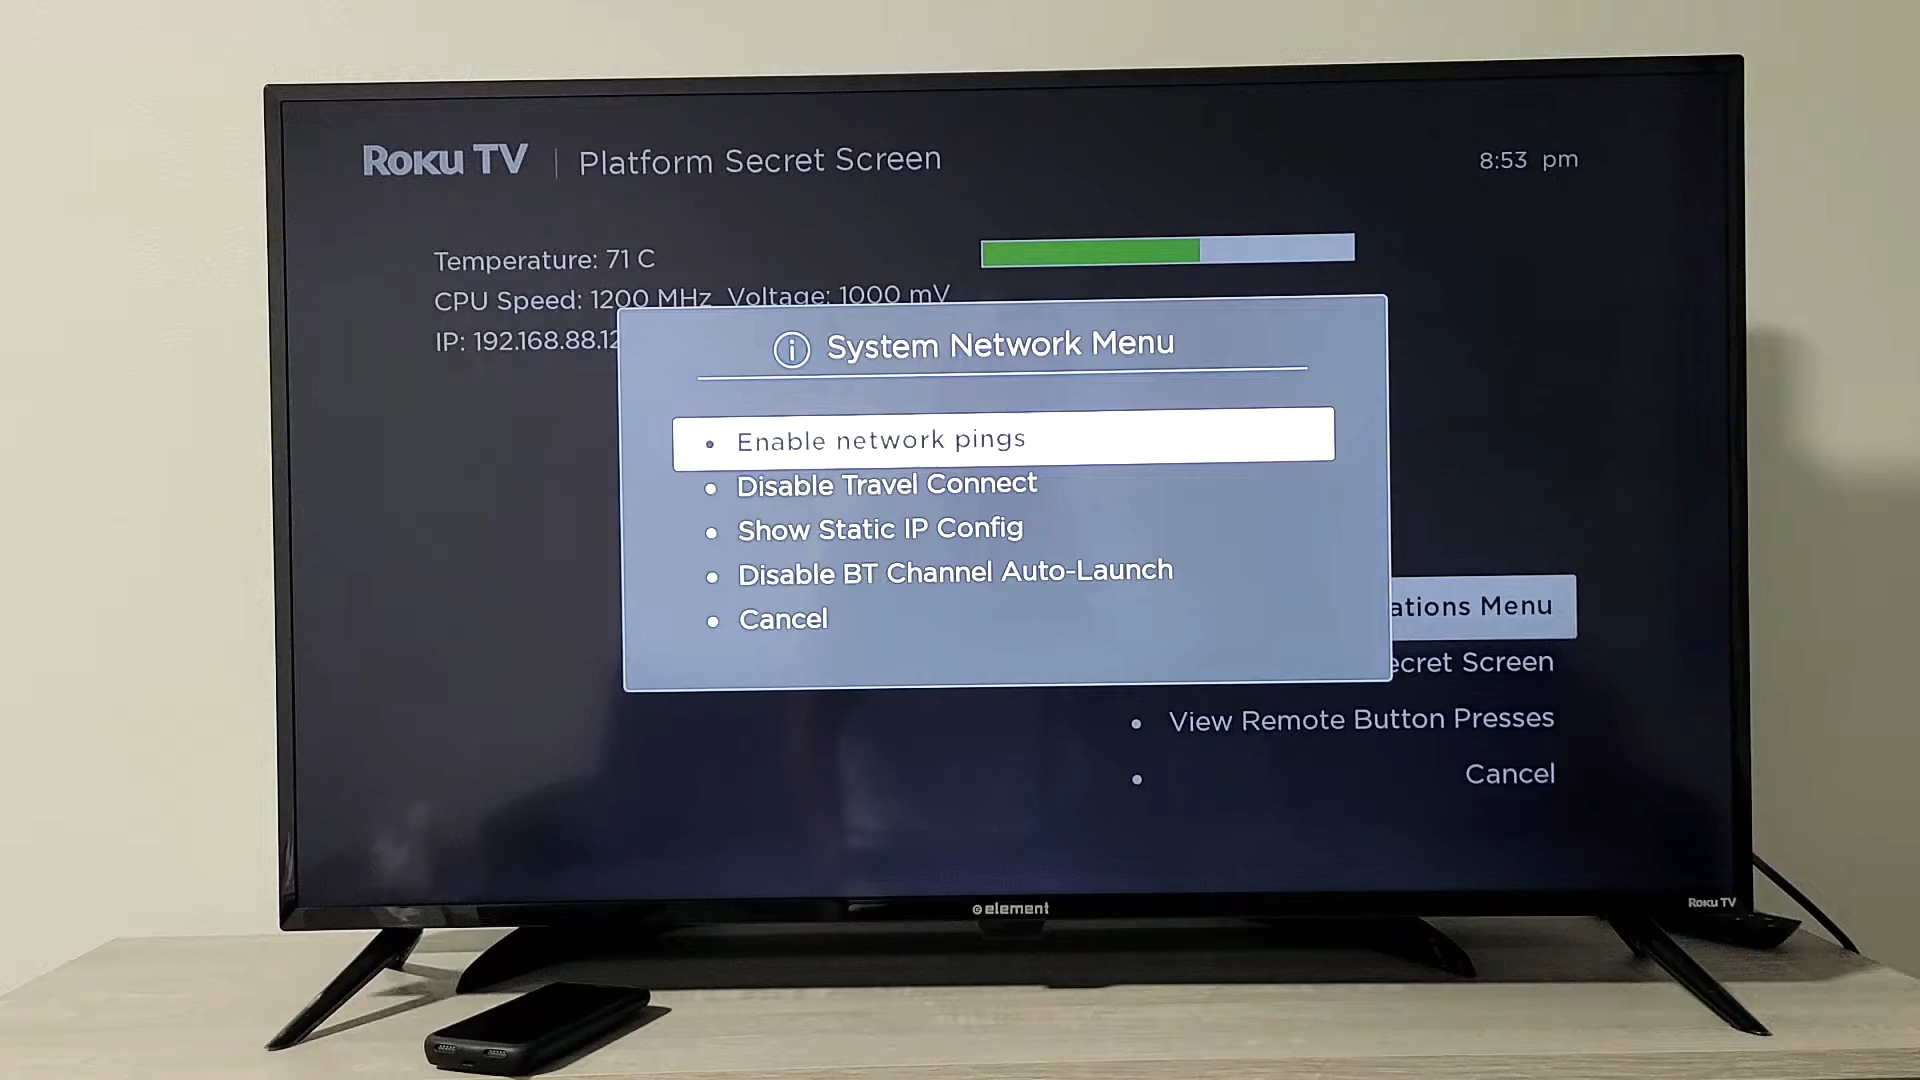 Roku TV | Platform Secret Screen
8:53 pm
Temperature: 71 C
CPU Speed: 1200 MHz Voltage: 1000 mV
IP: 192.168.88.12
System Network Menu
• Enable network pings
• Disable Travel Connect
• Show Static IP Config
• Disable BT Channel Auto-Launch
• Cancel
ations Menu
ecret Screen
• View Remote Button Presses
• Cancel
element
Roku TV